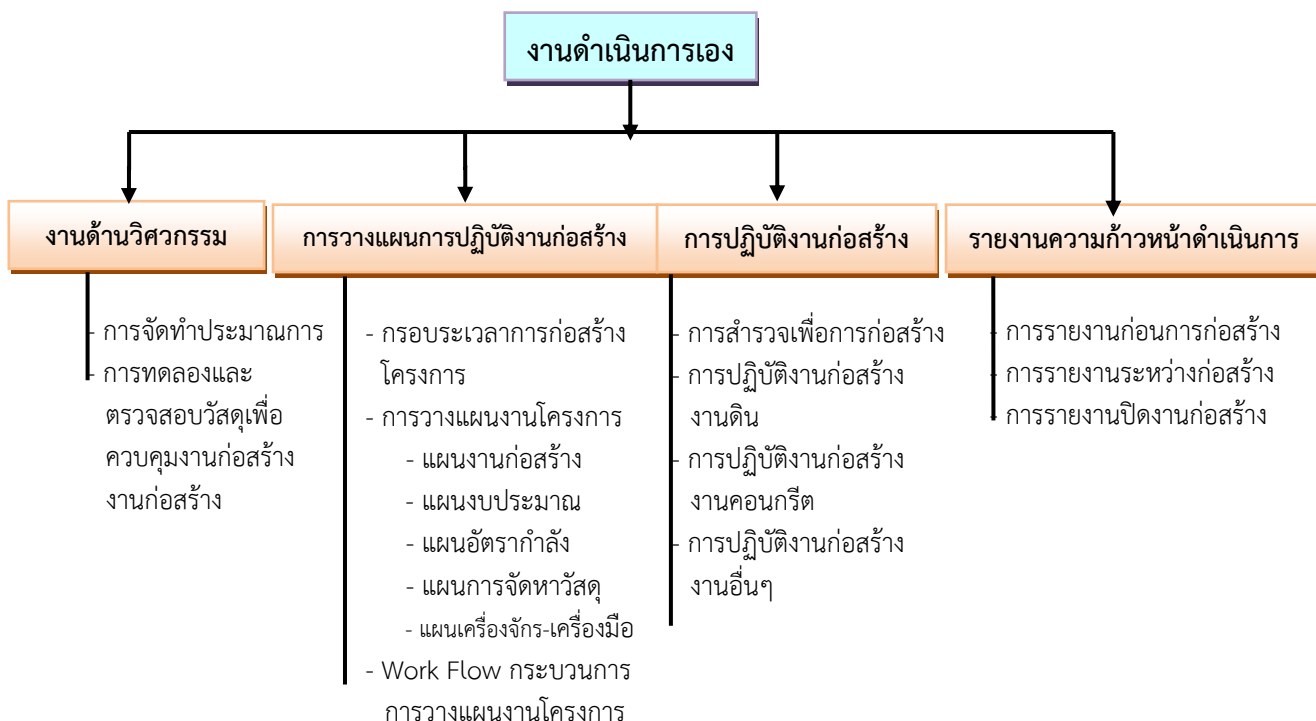 งานดำเนินการเอง
งานด้านวิศวกรรม
- การจัดทำประมาณการ
- การทดลองและ
ตรวจสอบวัสดุเพื่อ
ควบคุมงานก่อสร้าง
งานก่อสร้าง
การวางแผนการปฏิบัติงานก่อสร้าง
- กรอบระเวลาการก่อสร้าง
โครงการ
- การวางแผนงานโครงการ
- แผนงานก่อสร้าง
- แผนงบประมาณ
- แผนอัตรากำลัง
- แผนการจัดหาวัสดุ
- แผนเครื่องจักร-เครื่องมือ
- Work Flow กระบวนการ
การวางแผนงานโครงการ
การปฏิบัติงานก่อสร้าง
- การสำรวจเพื่อการก่อสร้าง
- การปฏิบัติงานก่อสร้าง
งานดิน
- การปฏิบัติงานก่อสร้าง
งานคอนกรีต
- การปฏิบัติงานก่อสร้าง
งานอื่นๆ
รายงานความก้าวหน้าดำเนินการ
- การรายงานก่อนการก่อสร้าง
- การรายงานระหว่างก่อสร้าง
- การรายงานปิดงานก่อสร้าง